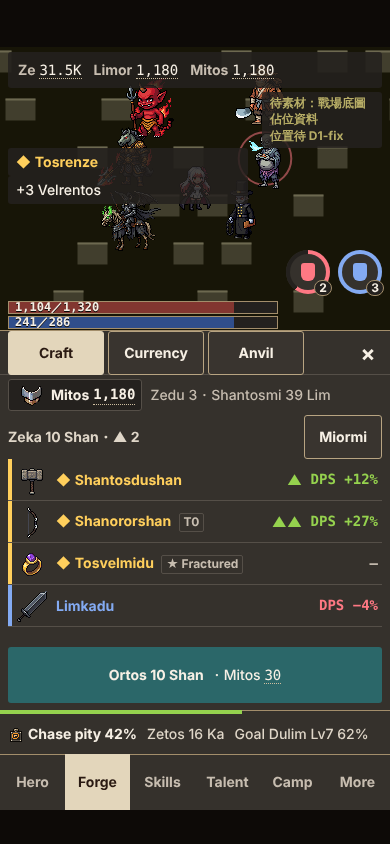 Ze 31.5K Limor 1,180 Mitos 1,180
待素材：戰場底圖
佔位資料
位置待 D1-fix
◆ Tosrenze
+3 Velrentos
2 3
1,104/1,320
241/286
Craft Currency Anvil ×
Mitos 1,180 Zedu 3 · Shantosmi 39 Lim
Zeka 10 Shan · ▲ 2 Miormi
◆ Shantosdushan ▲ DPS +12%
◆ Shanororshan T0 ▲▲ DPS +27%
◆ Tosvelmidu ★ Fractured –
Limkadu DPS −4%
Ortos 10 Shan · Mitos 30
Chase pity 42% Zetos 16 Ka Goal Dulim Lv7 62%
Hero Forge Skills Talent Camp More